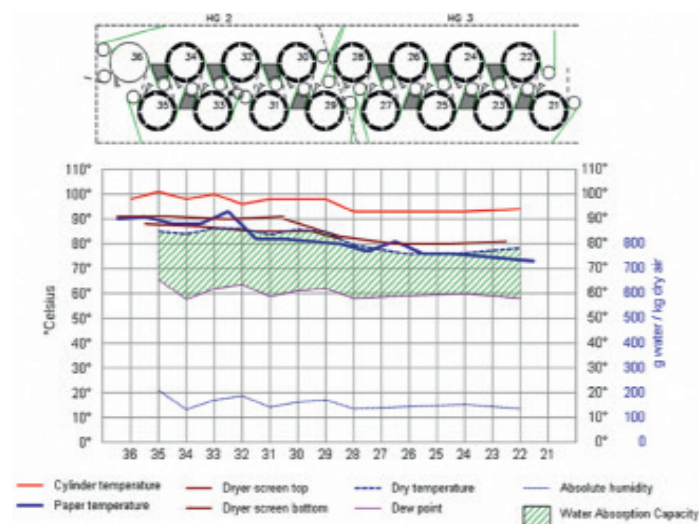 HG 2 HG 3
36 34 32 30 28 26 24 22
35 33 31 29 27 25 23 21
110° 110°
100° 100°
90° 90°
80° 80° 800
70° 70° 700
60° 60° 600
50° 50° 500
40° 40° 400
30° 30° 300
20° 20° 200
10° 10° 100
0° 0° 0
°Celsius
g water / kg dry air
36 35 34 33 32 31 30 29 28 27 26 25 24 23 22 21
Cylinder temperature Dryer screen top Dry temperature Absolute humidity
Paper temperature Dryer screen bottom Dew point Water Absorption Capacity